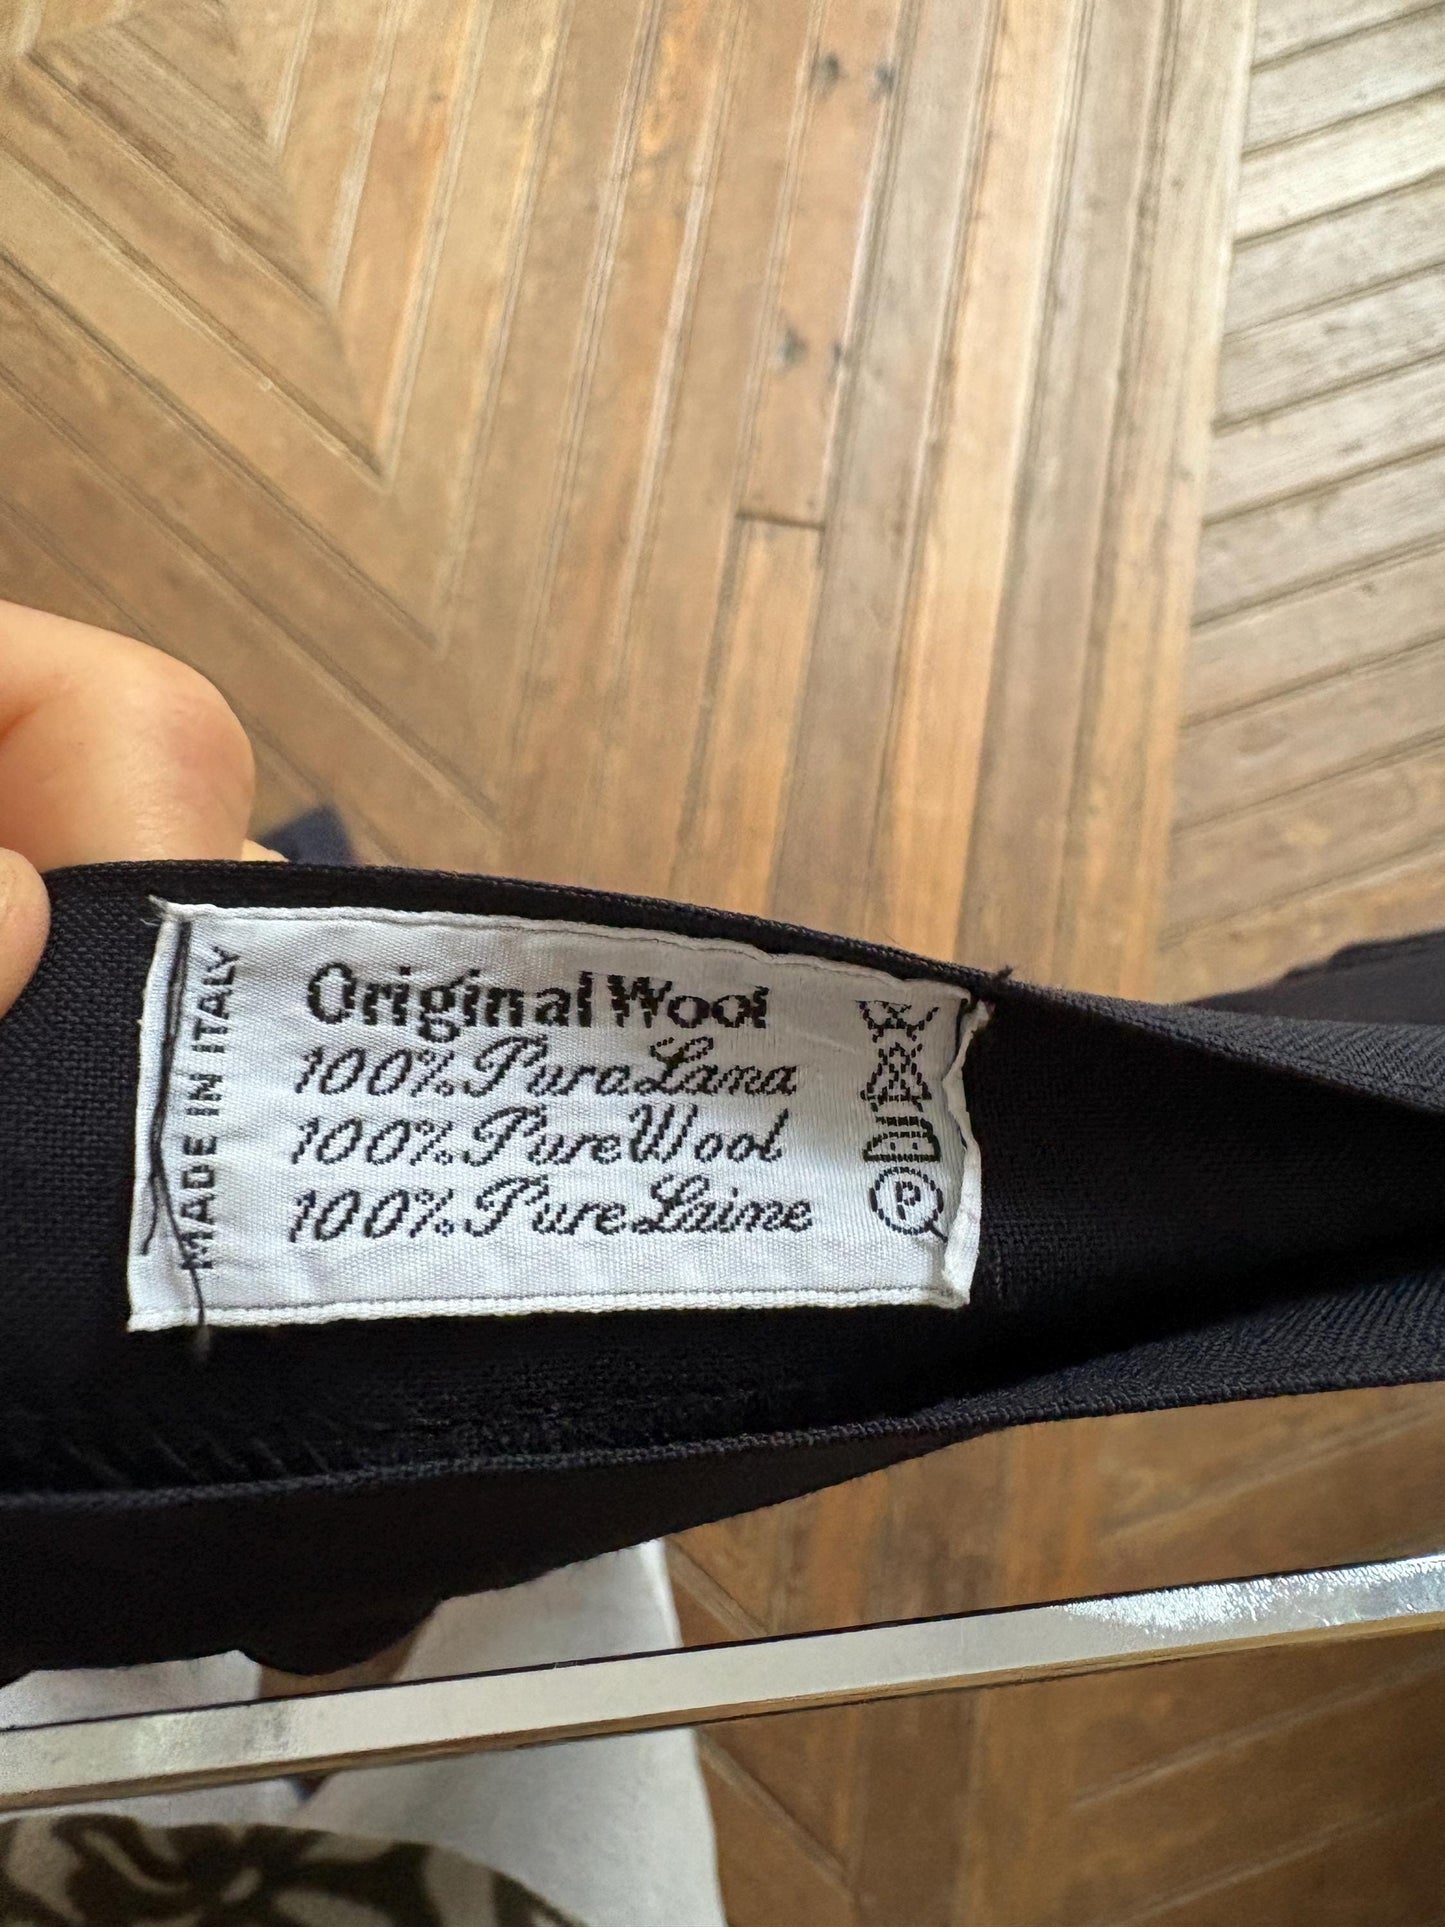 MADE IN ITALY
Original Wool
100% Pura Lana
100% Pure Wool
100% Pure Laine
P